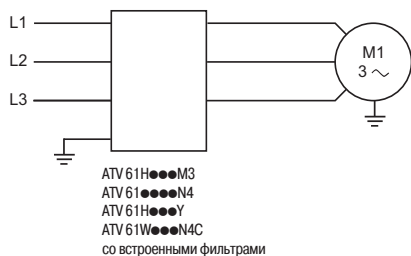 L1
L2
L3
M1
3 ~
ATV 61H●●●M3
ATV 61●●●●N4
ATV 61H●●●Y
ATV 61W●●●N4C
со встроенными фильтрами